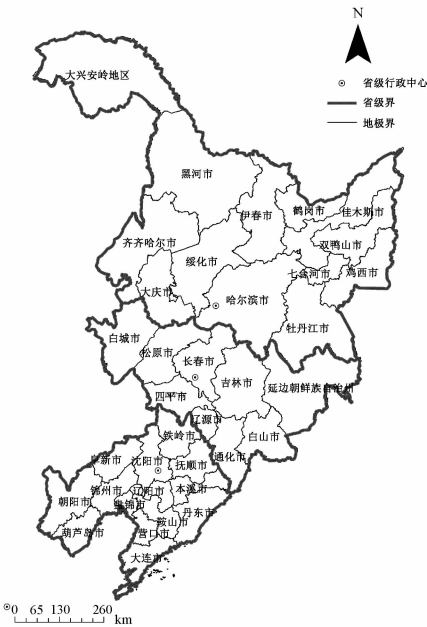 N
大兴安岭地区
省级行政中心
省级界
地极界
黑河市
伊春市
鹤岗市
佳木斯市
齐齐哈尔市
双鸭山市
绥化市
七台河市
鸡西市
大庆市
哈尔滨市
牡丹江市
白城市
松原市
长春市
吉林市
延边朝鲜族自治州
四平市
辽源市
白山市
铁岭市
通化市
阜新市
沈阳市
抚顺市
锦州市
辽阳市
本溪市
朝阳市
盘锦市
丹东市
鞍山市
葫芦岛市
营口市
大连市
0 65 130 260
km